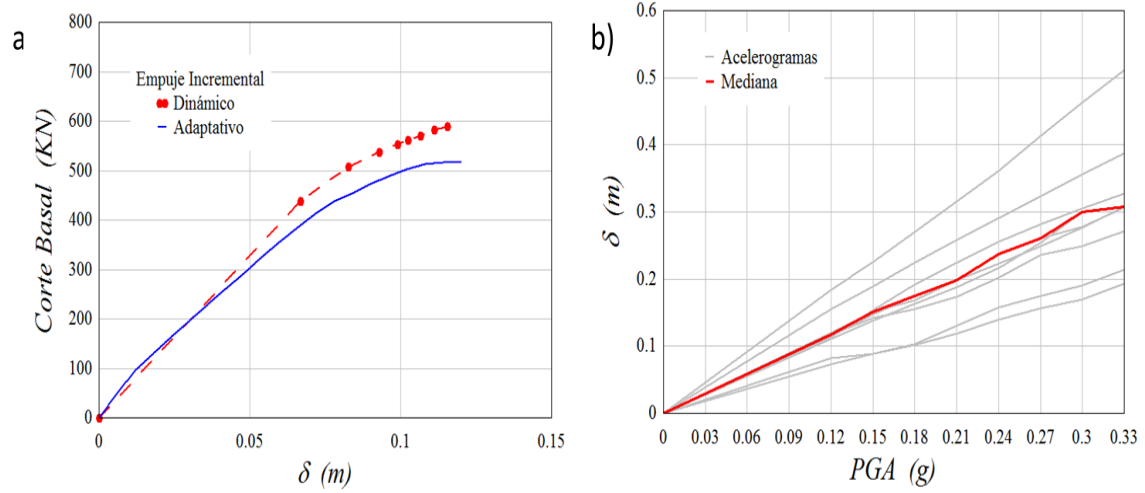 a
800
700
600
500
400
300
200
100
0
Corte Basal (KN)
Empuje Incremental
Dinámico
Adaptativo
0
0.05
0.1
0.15
δ (m)
b)
0.6
0.5
0.4
0.3
0.2
0.1
0
δ (m)
Acelerogramas
Mediana
0 0.03 0.06 0.09 0.12 0.15 0.18 0.21 0.24 0.27 0.3 0.33
PGA (g)